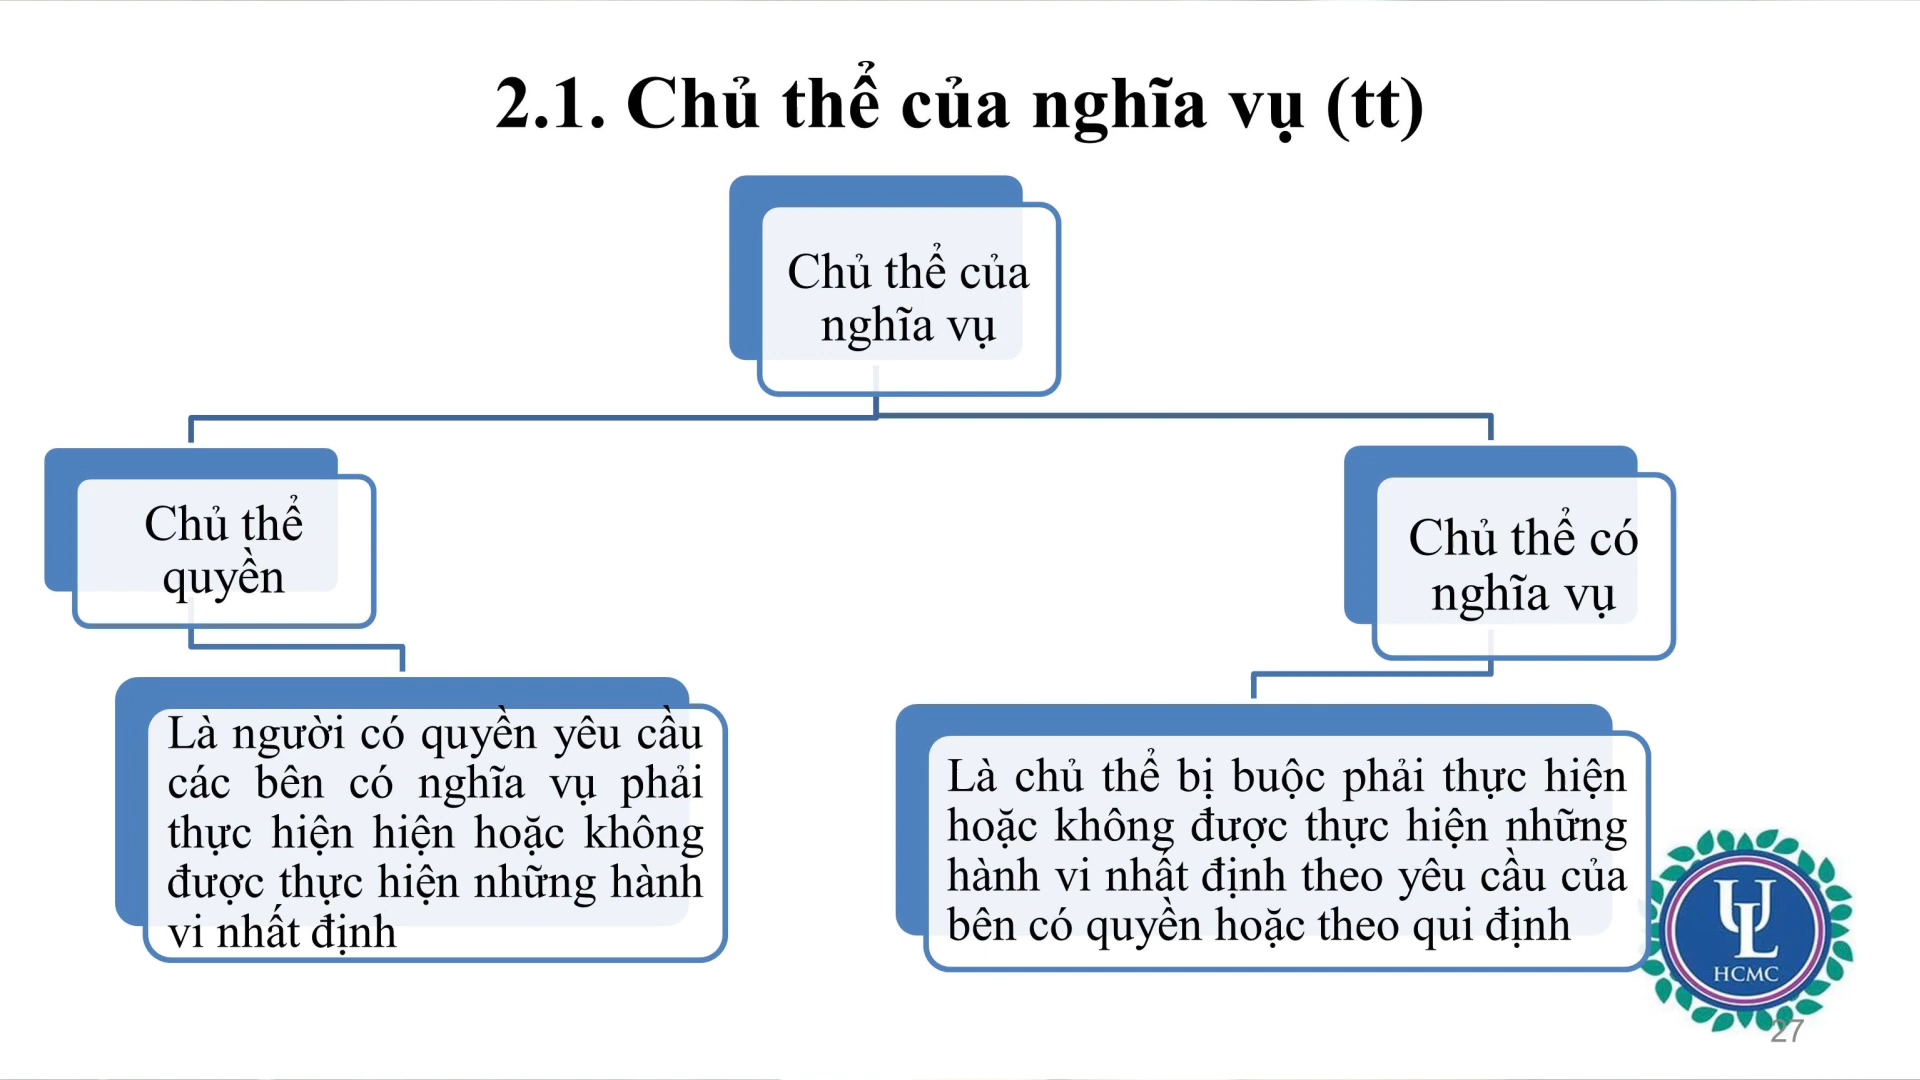 2.1. Chủ thể của nghĩa vụ (tt)
Chủ thể của
nghĩa vụ
Chủ thể
quyền
Chủ thể có
nghĩa vụ
Là người có quyền yêu cầu
các bên có nghĩa vụ phải
thực hiện hiện hoặc không
được thực hiện những hành
vi nhất định
Là chủ thể bị buộc phải thực hiện
hoặc không được thực hiện những
hành vi nhất định theo yêu cầu của
bên có quyền hoặc theo qui định
UL
HCMC
27